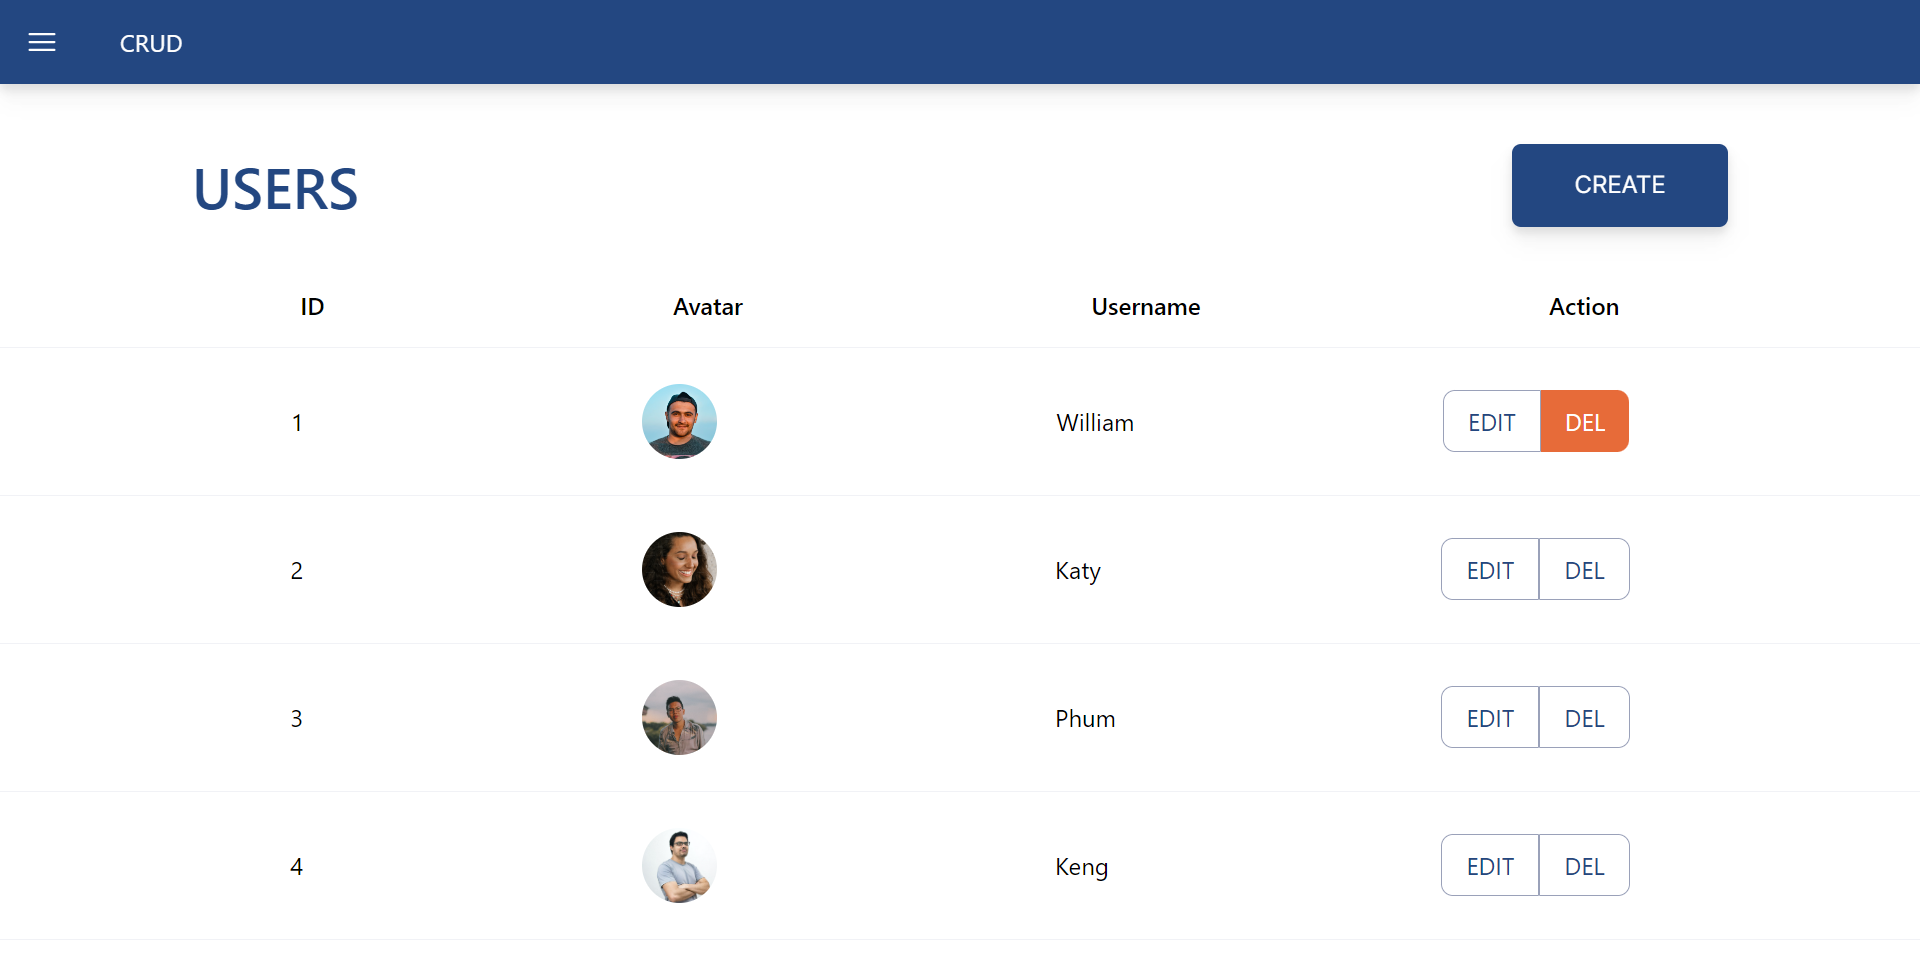 CRUD
USERS
CREATE
ID Avatar Username Action
1 William EDIT DEL
2 Katy EDIT DEL
3 Phum EDIT DEL
4 Keng EDIT DEL